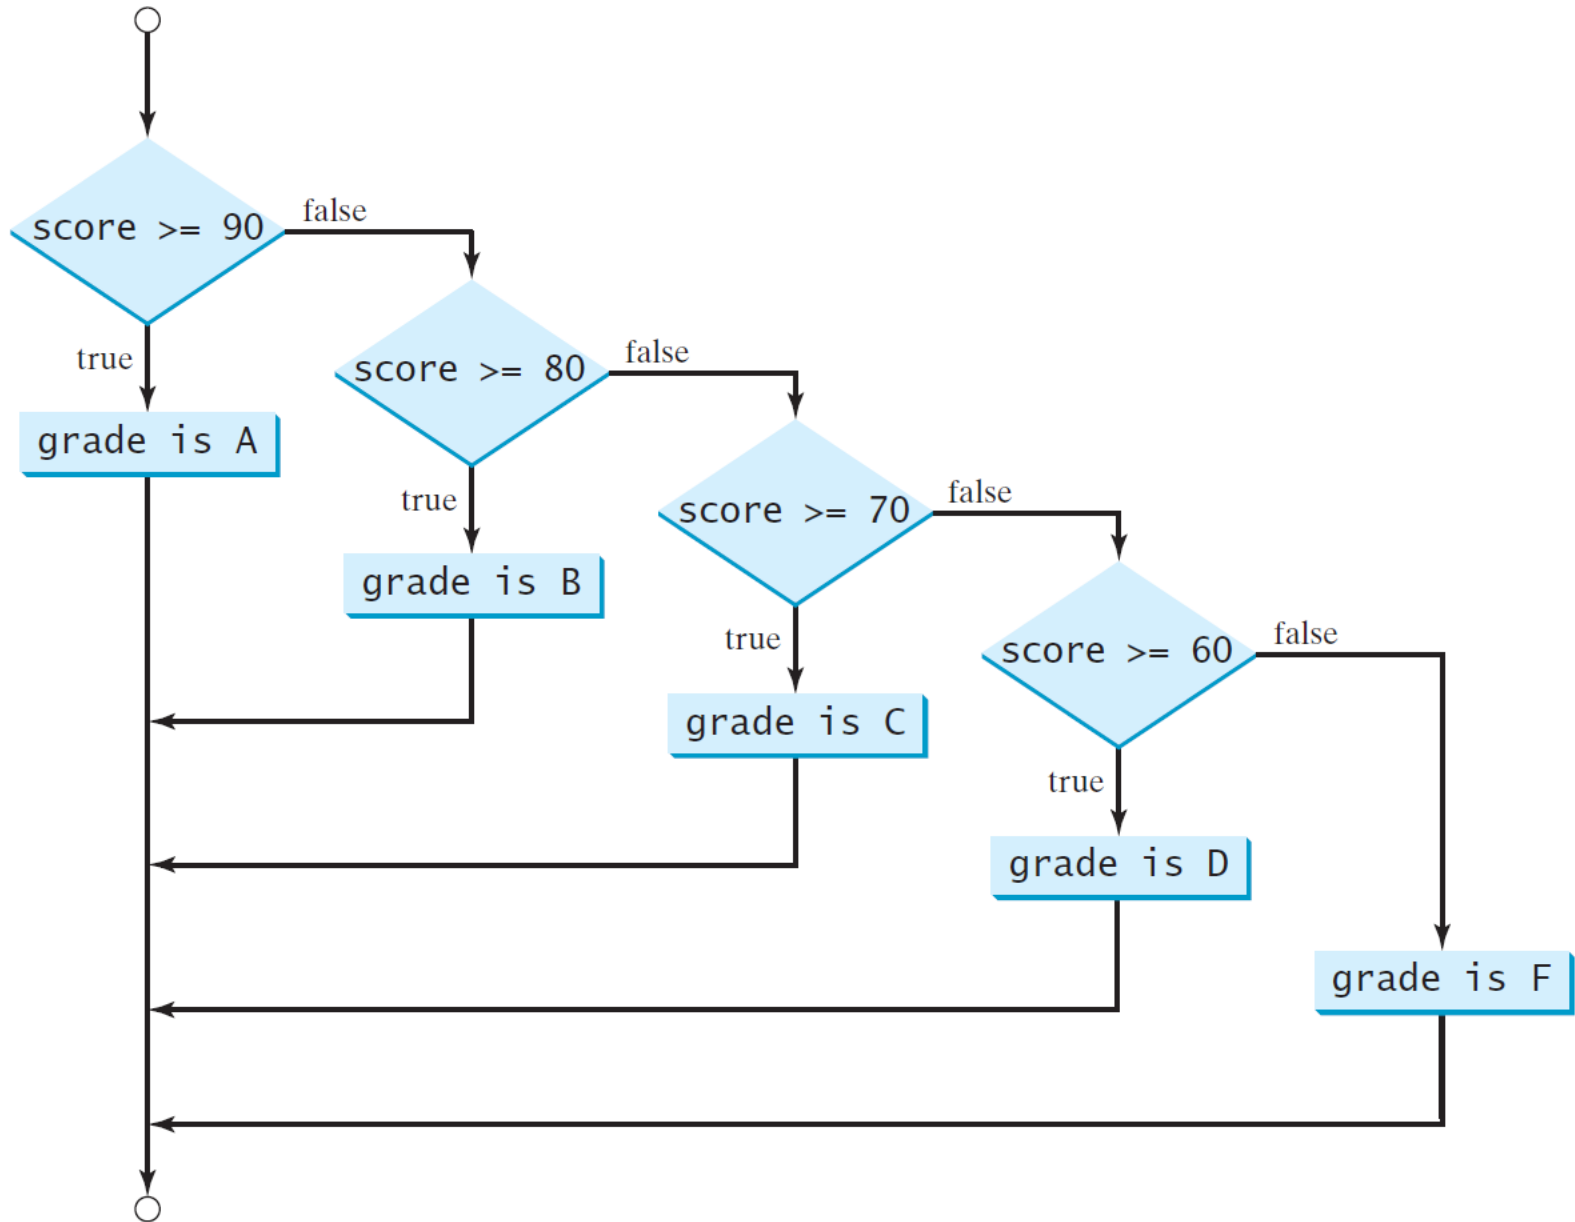 score >= 90
false
true
grade is A
score >= 80
false
true
grade is B
score >= 70
false
true
grade is C
score >= 60
false
true
grade is D
grade is F